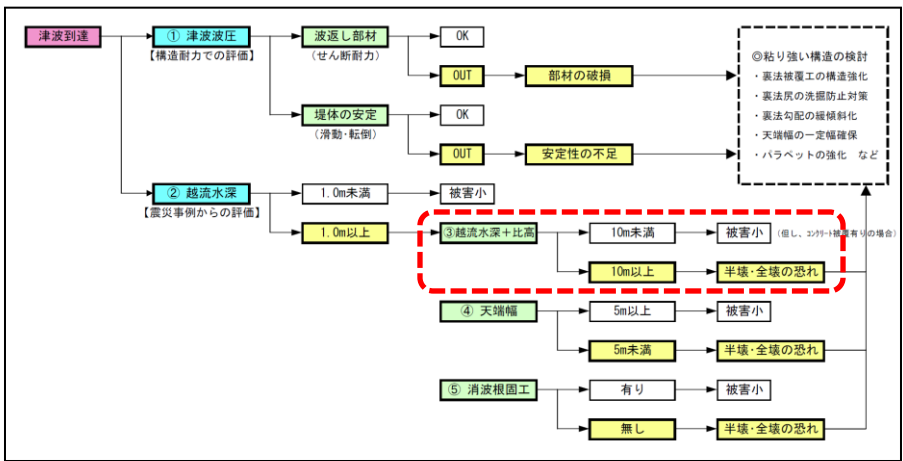 津波到達
① 津波波圧
【構造耐力での評価】
波返し部材
(せん断耐力)
OK
OUT
部材の破損
堤体の安定
(滑動・転倒)
OK
OUT
安定性の不足
◎粘り強い構造の検討
・裏法被覆工の構造強化
・裏法尻の洗掘防止対策
・裏法勾配の緩傾斜化
・天端幅の一定幅確保
・パラペットの強化 など
② 越流水深
【震災事例からの評価】
1.0m未満
被害小
1.0m以上
③越流水深+比高
10m未満
被害小
(但し、コンクリート被覆有りの場合)
10m以上
半壊・全壊の恐れ
④ 天端幅
5m以上
被害小
5m未満
半壊・全壊の恐れ
⑤ 消波根固工
有り
被害小
無し
半壊・全壊の恐れ